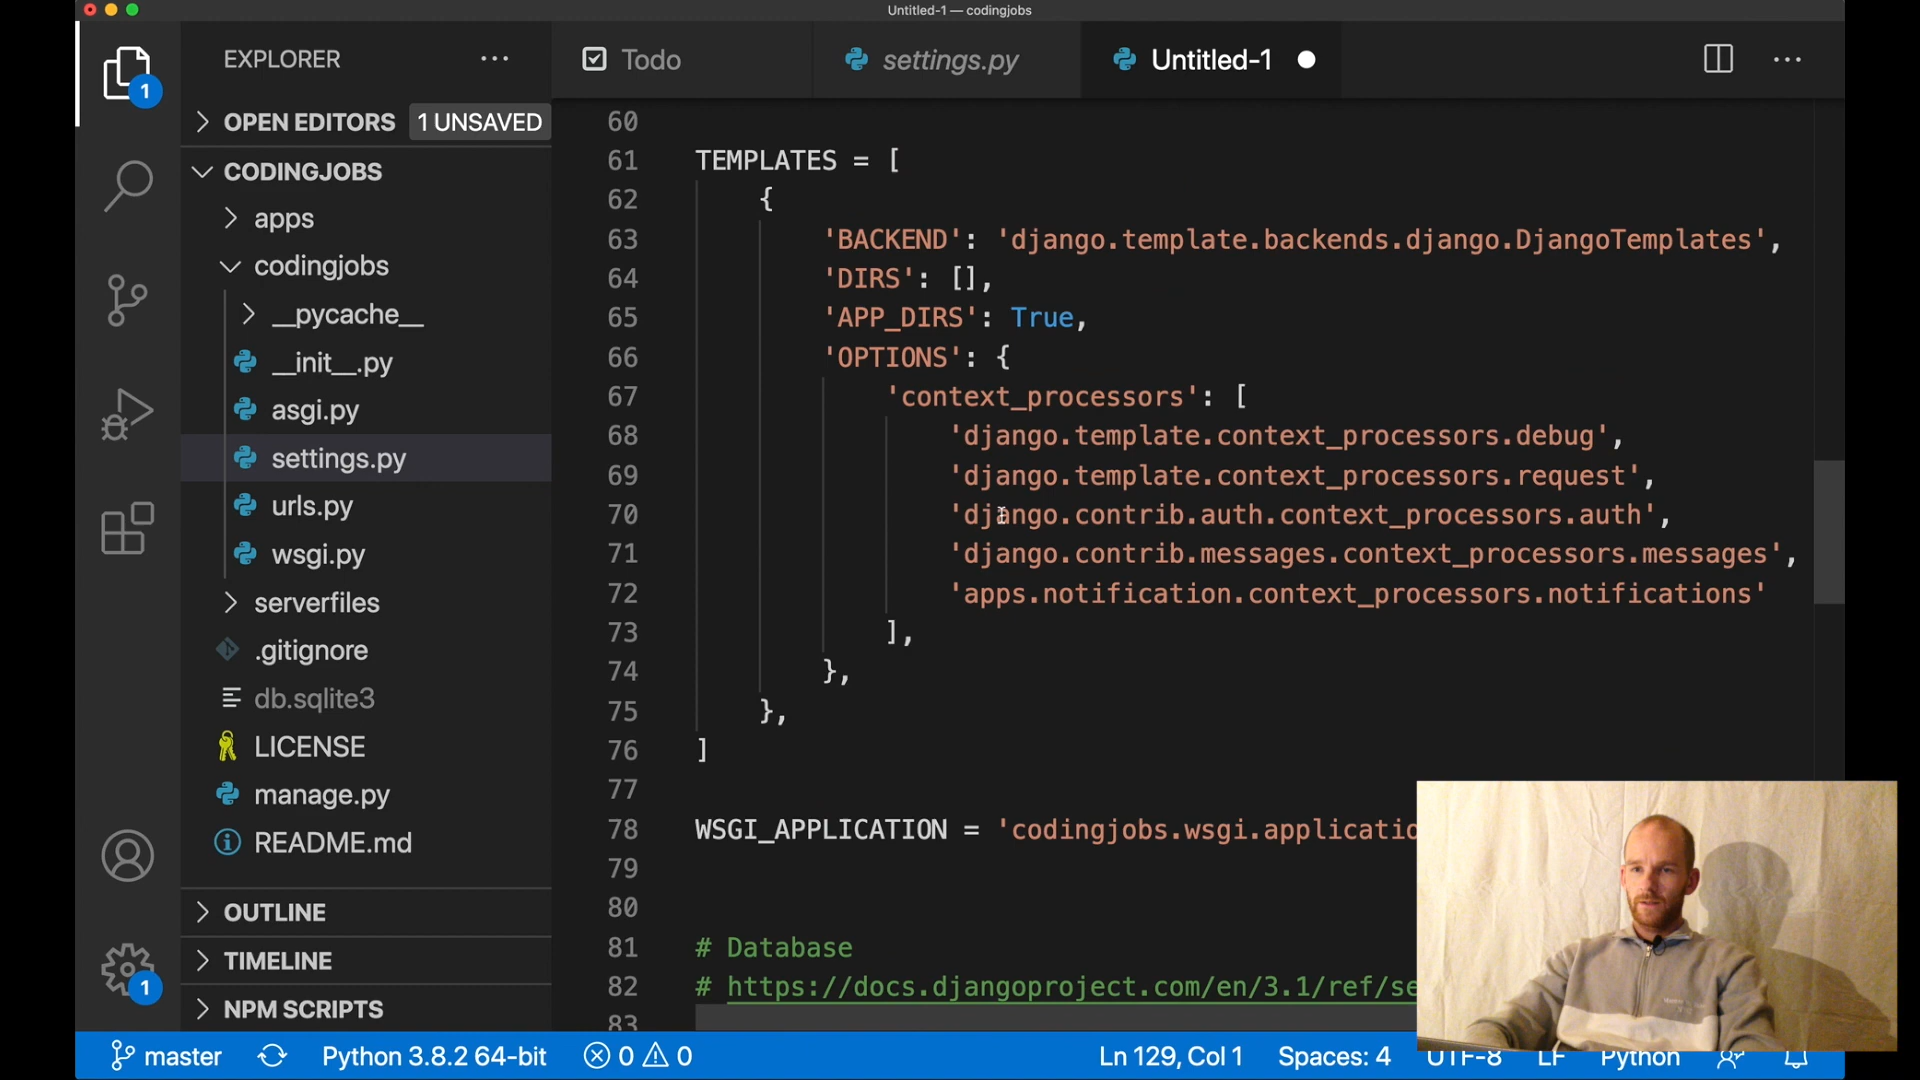 Untitled-1 — codingjobs
EXPLORER
Todo
settings.py
Untitled-1
1
OPEN EDITORS
1 UNSAVED
CODINGJOBS
apps
codingjobs
__pycache__
__init__.py
asgi.py
settings.py
urls.py
wsgi.py
serverfiles
.gitignore
db.sqlite3
LICENSE
manage.py
README.md
OUTLINE
TIMELINE
NPM SCRIPTS
1
60
61 TEMPLATES = [
62 {
63 'BACKEND': 'django.template.backends.django.DjangoTemplates',
64 'DIRS': [],
65 'APP_DIRS': True,
66 'OPTIONS': {
67 'context_processors': [
68 'django.template.context_processors.debug',
69 'django.template.context_processors.request',
70 'django.contrib.auth.context_processors.auth',
71 'django.contrib.messages.context_processors.messages',
72 'apps.notification.context_processors.notifications'
73 ],
74 },
75 },
76 ]
77
78 WSGI_APPLICATION = 'codingjobs.wsgi.applicatio
79
80
81 # Database
82 # https://docs.djangoproject.com/en/3.1/ref/se
83
master
Python 3.8.2 64-bit
0
0
Ln 129, Col 1
Spaces: 4
UTF-8
LF
Python